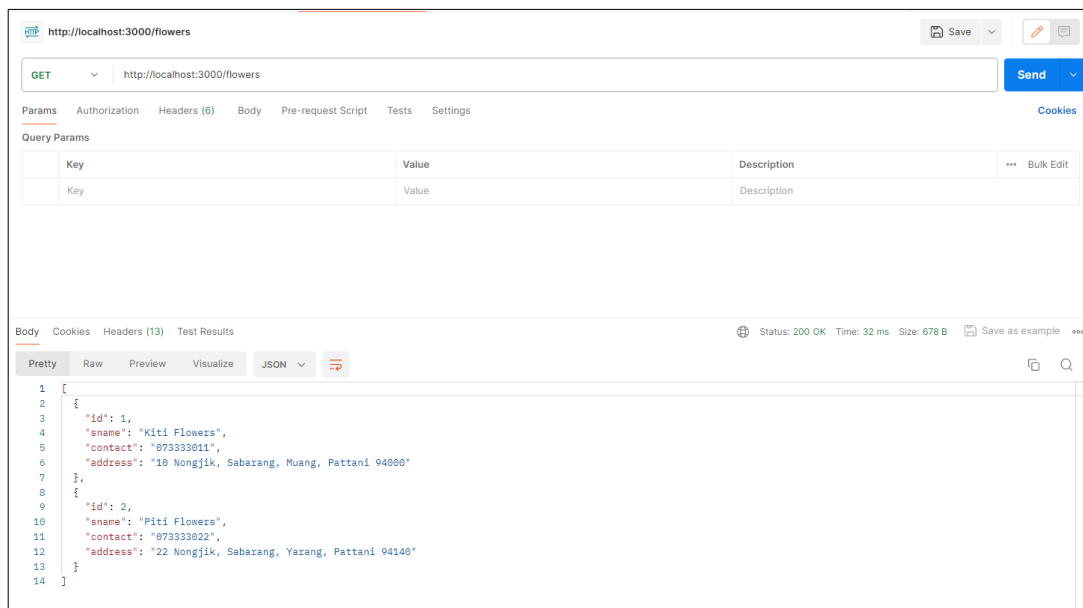 HTTP http://localhost:3000/flowers Save
GET http://localhost:3000/flowers Send
Params Authorization Headers (6) Body Pre-request Script Tests Settings Cookies
Query Params
Key Value Description ••• Bulk Edit
Key Value Description
Body Cookies Headers (13) Test Results Status: 200 OK Time: 32 ms Size: 678 B Save as example
Pretty Raw Preview Visualize JSON
1 [
2 {
3 "id": 1,
4 "sname": "Kiti Flowers",
5 "contact": "073333011",
6 "address": "10 Nongjik, Sabarang, Muang, Pattani 94000"
7 },
8 {
9 "id": 2,
10 "sname": "Piti Flowers",
11 "contact": "073333022",
12 "address": "22 Nongjik, Sabarang, Yarang, Pattani 94140"
13 }
14 ]